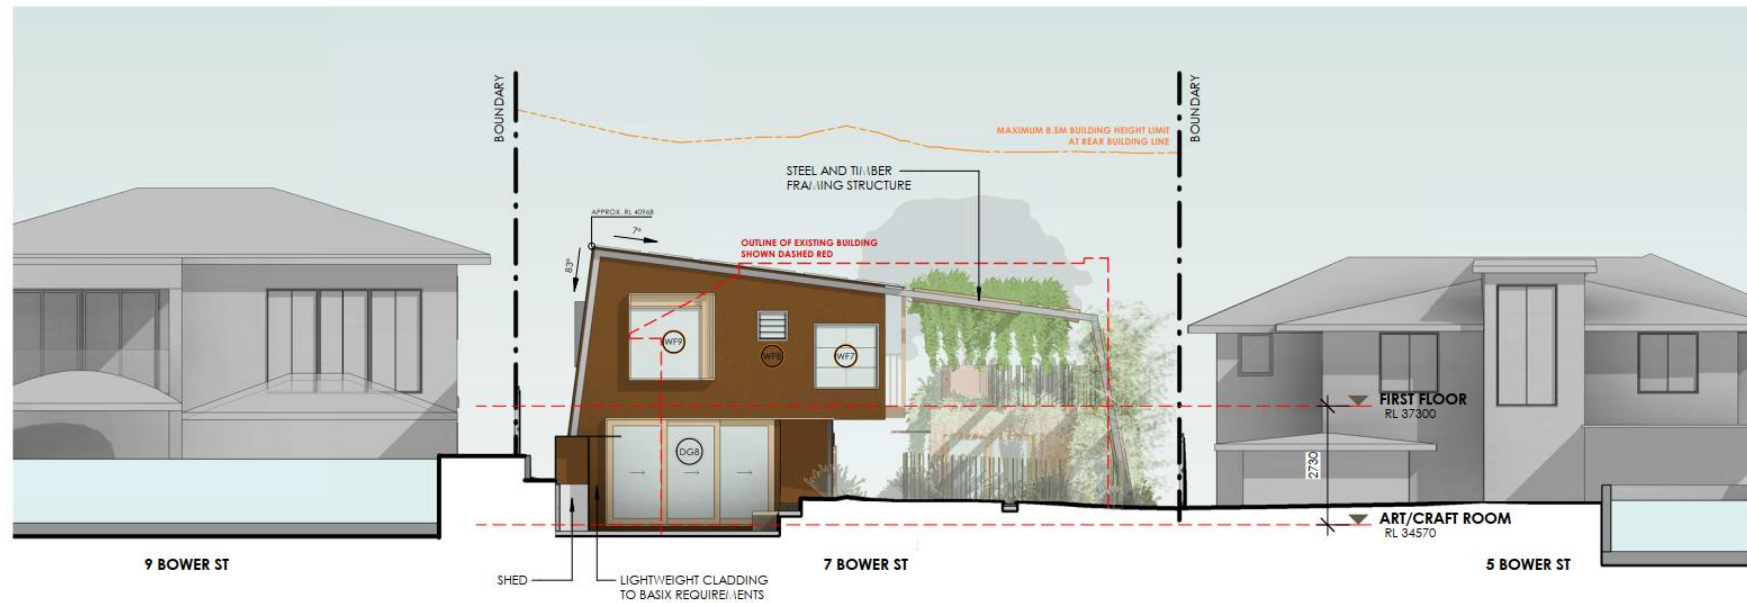 BOUNDARY
BOUNDARY
MAXIMUM 8.5M BUILDING HEIGHT LIMIT
AT REAR BUILDING LINE
STEEL AND TIMBER
FRAMING STRUCTURE
APPROX. RL 40968
7°
83°
OUTLINE OF EXISTING BUILDING
SHOWN DASHED RED
WF9
WF8
WF7
FIRST FLOOR
RL 37300
DG8
2730
ART/CRAFT ROOM
RL 34570
9 BOWER ST
7 BOWER ST
5 BOWER ST
SHED
LIGHTWEIGHT CLADDING
TO BASIX REQUIREMENTS